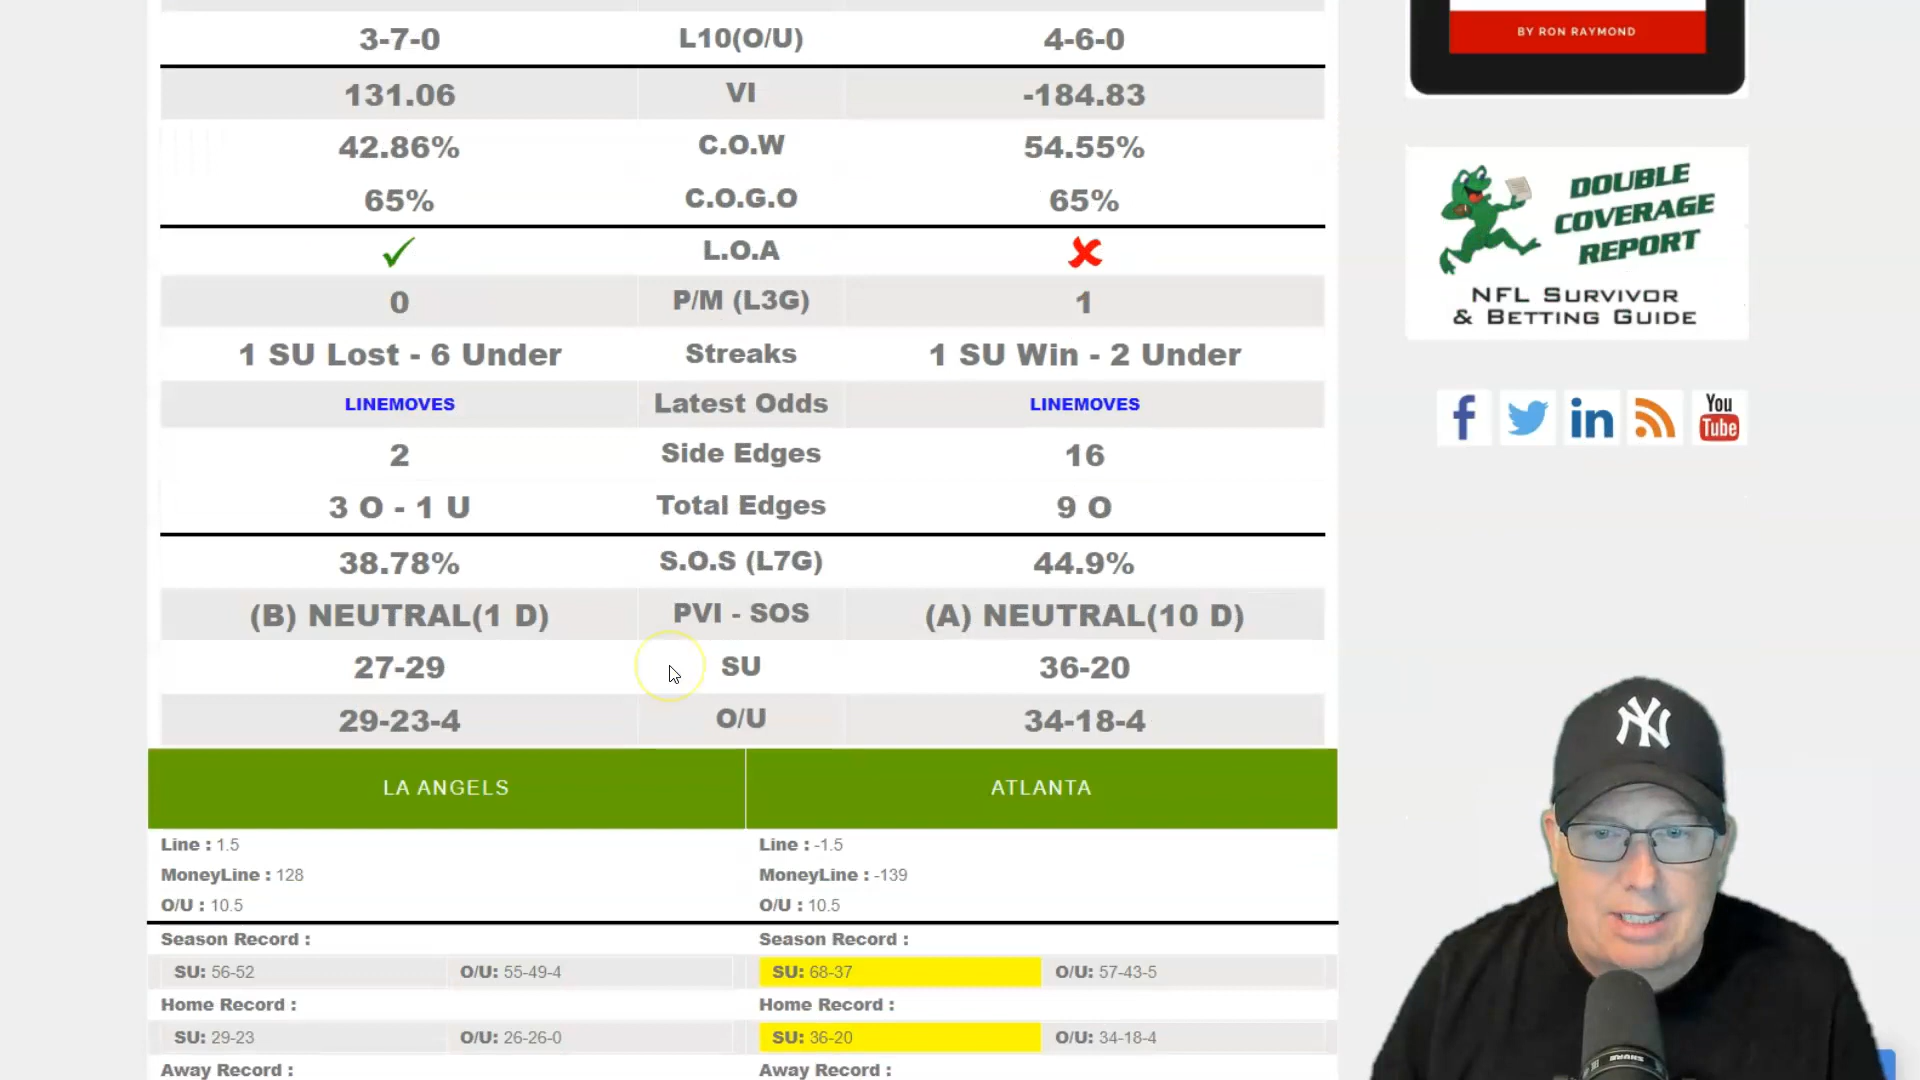 3-7-0 L10(O/U) 4-6-0
131.06 VI -184.83
42.86% C.O.W 54.55%
65% C.O.G.O 65%
L.O.A
0 P/M (L3G) 1
1 SU Lost - 6 Under Streaks 1 SU Win - 2 Under
LINEMOVES Latest Odds LINEMOVES
2 Side Edges 16
3 O - 1 U Total Edges 9 O
38.78% S.O.S (L7G) 44.9%
(B) NEUTRAL(1 D) PVI - SOS (A) NEUTRAL(10 D)
27-29 SU 36-20
29-23-4 O/U 34-18-4
LA ANGELS ATLANTA
Line : 1.5 Line : -1.5
MoneyLine : 128 MoneyLine : -139
O/U : 10.5 O/U : 10.5
Season Record : Season Record :
SU: 56-52 O/U: 55-49-4 SU: 68-37 O/U: 57-43-5
Home Record : Home Record :
SU: 29-23 O/U: 26-26-0 SU: 36-20 O/U: 34-18-4
Away Record : Away Record :
BY RON RAYMOND
DOUBLE
COVERAGE
REPORT
NFL SURVIVOR
& BETTING GUIDE
f in You
Tube
NY
SHURE